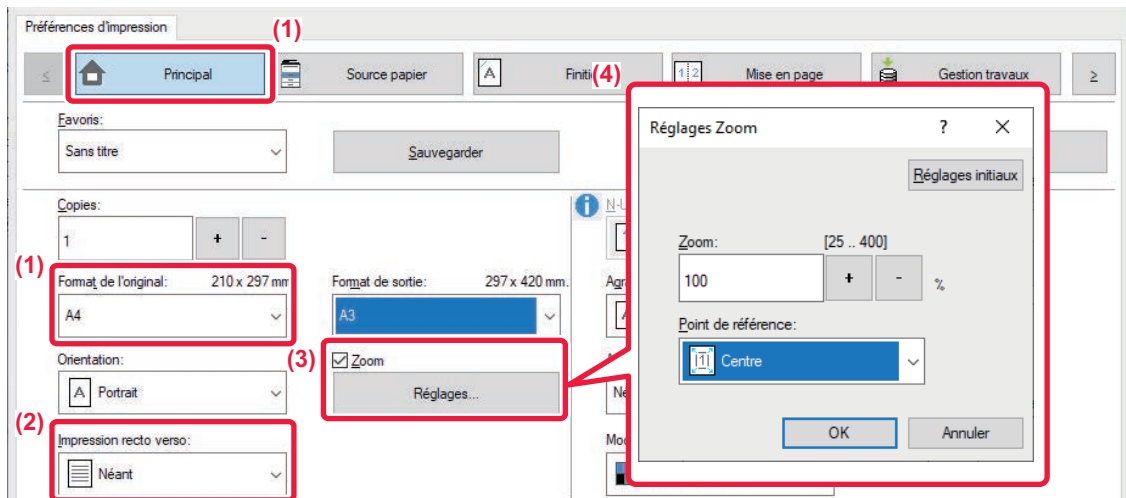 Préférences d'impression
(1)
Principal
Source papier
(4)
Mise en page
Gestion travaux
Favoris:
Sans titre
Sauvegarder
Copies:
1
+ -
(1)
Format de l'original: 210 x 297 mm
A4
Format de sortie: 297 x 420 mm.
A3
Orientation:
Portrait
(3)
Zoom
Réglages...
(2)
Impression recto verso:
Néant
Réglages Zoom ? X
Réglages initiaux
Zoom: [25 .. 400]
100 + - %
Point de référence:
1 Centre
OK Annuler